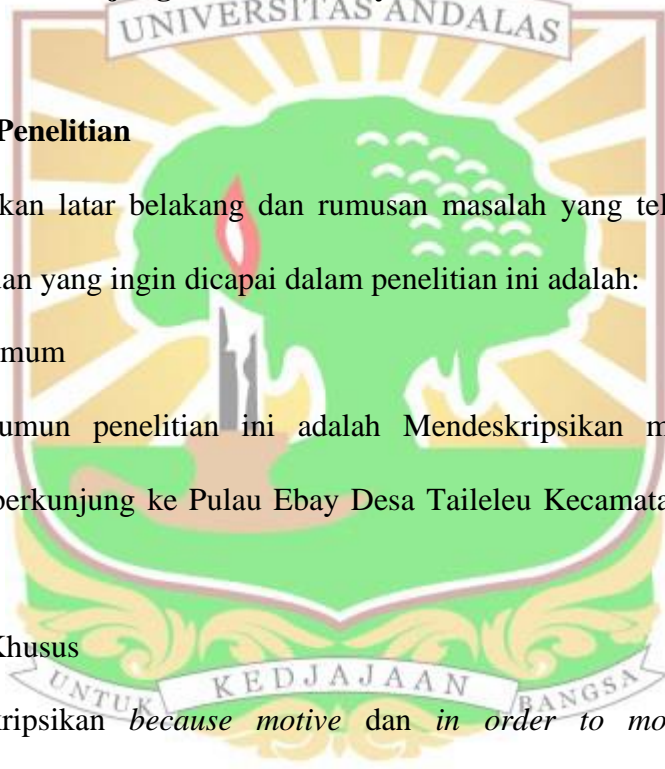 UNIVERSITAS ANDALAS
Penelitian
kan latar belakang dan rumusan masalah yang tel
uan yang ingin dicapai dalam penelitian ini adalah:
mum
umun penelitian ini adalah Mendeskripsikan m
berkunjung ke Pulau Ebay Desa Taileleu Kecamata
Khusus
UNTUK KEDJAJAAN BANGSA
kripsikan because motive dan in order to mo